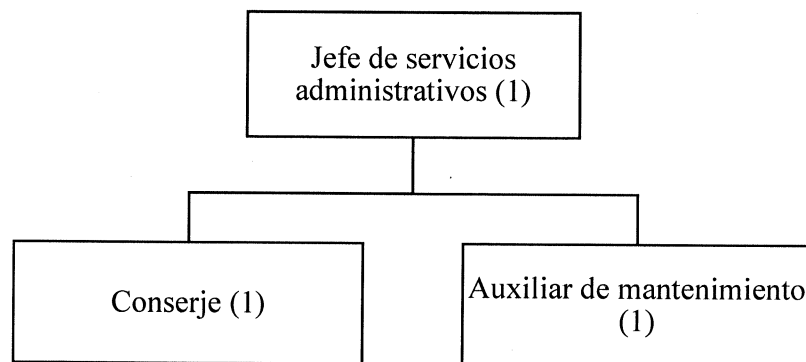 Jefe de servicios
administrativos (1)
Conserje (1)
Auxiliar de mantenimiento
(1)